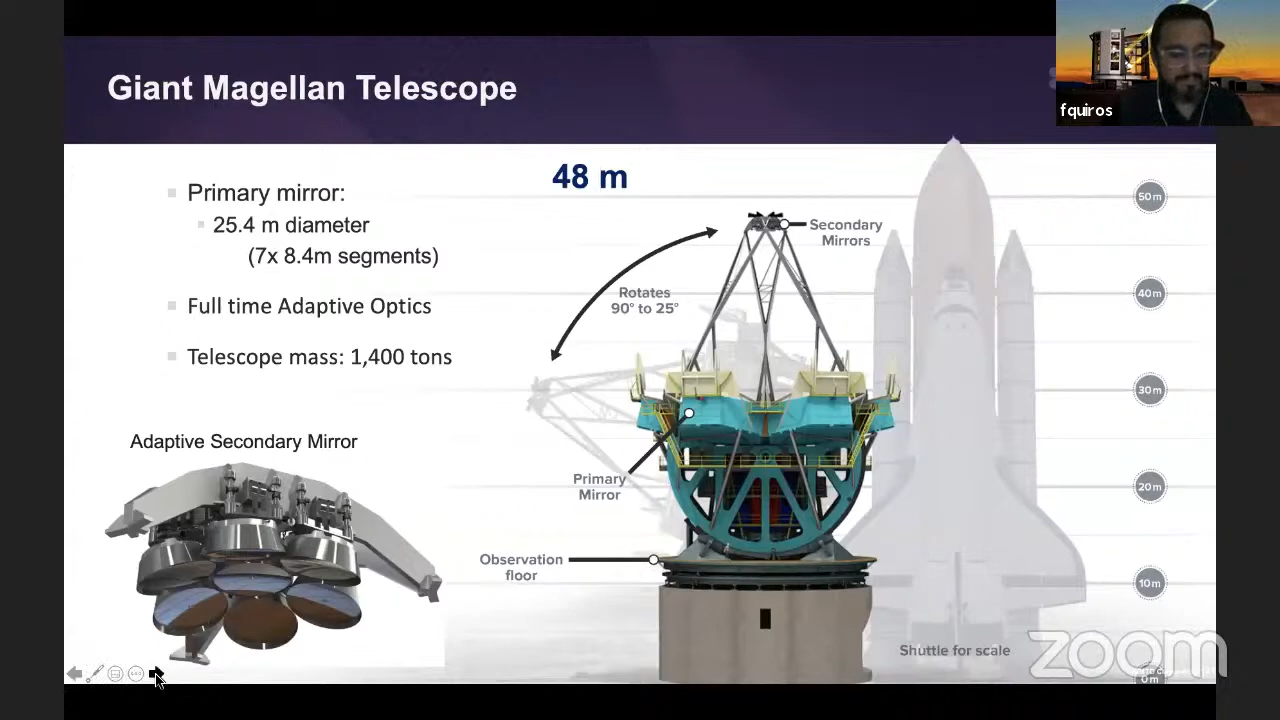 Giant Magellan Telescope
fquiros
48 m
Primary mirror:
25.4 m diameter
(7x 8.4m segments)
Full time Adaptive Optics
Telescope mass: 1,400 tons
Adaptive Secondary Mirror
Secondary
Mirrors
Rotates
90° to 25°
Primary
Mirror
Observation
floor
50m
40m
30m
20m
10m
0m
Shuttle for scale
zoom